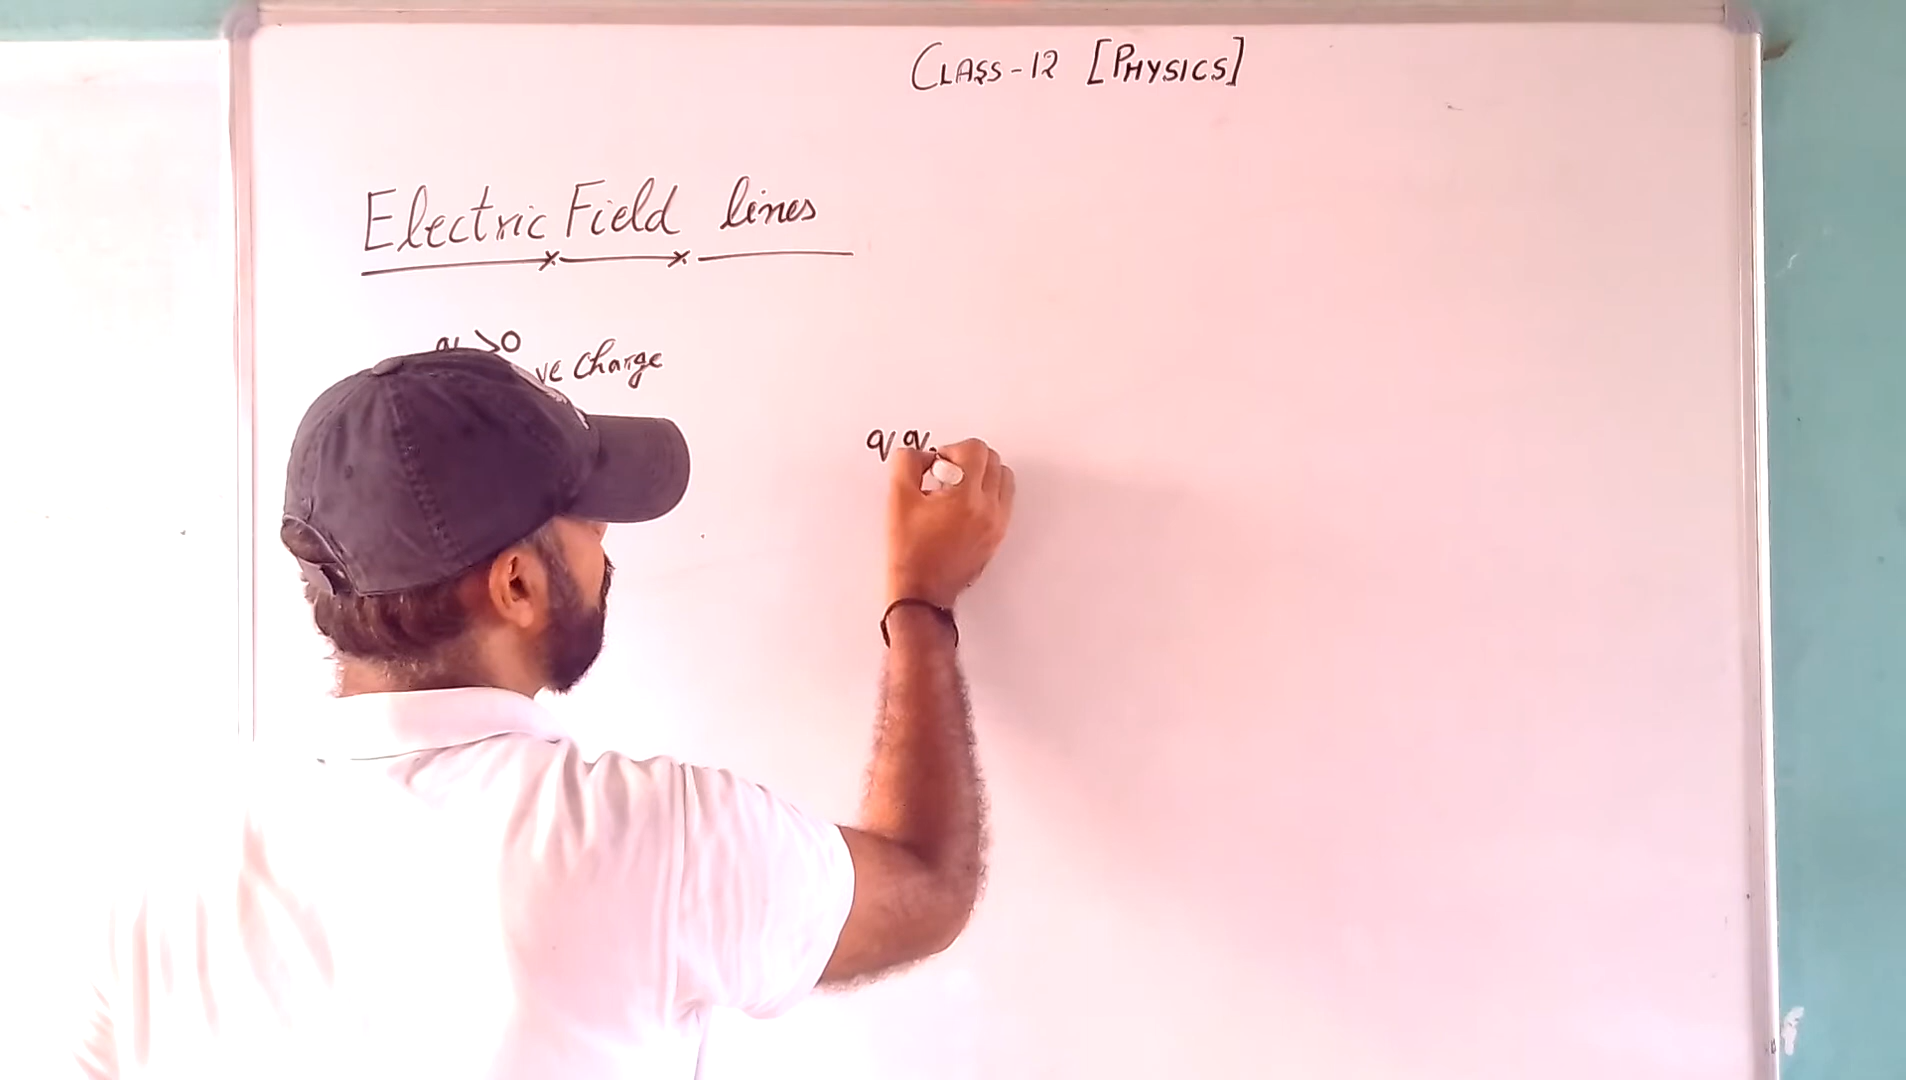 CLASS-12 [PHYSICS]
Electric Field lines
q >0
ve Charge
q q